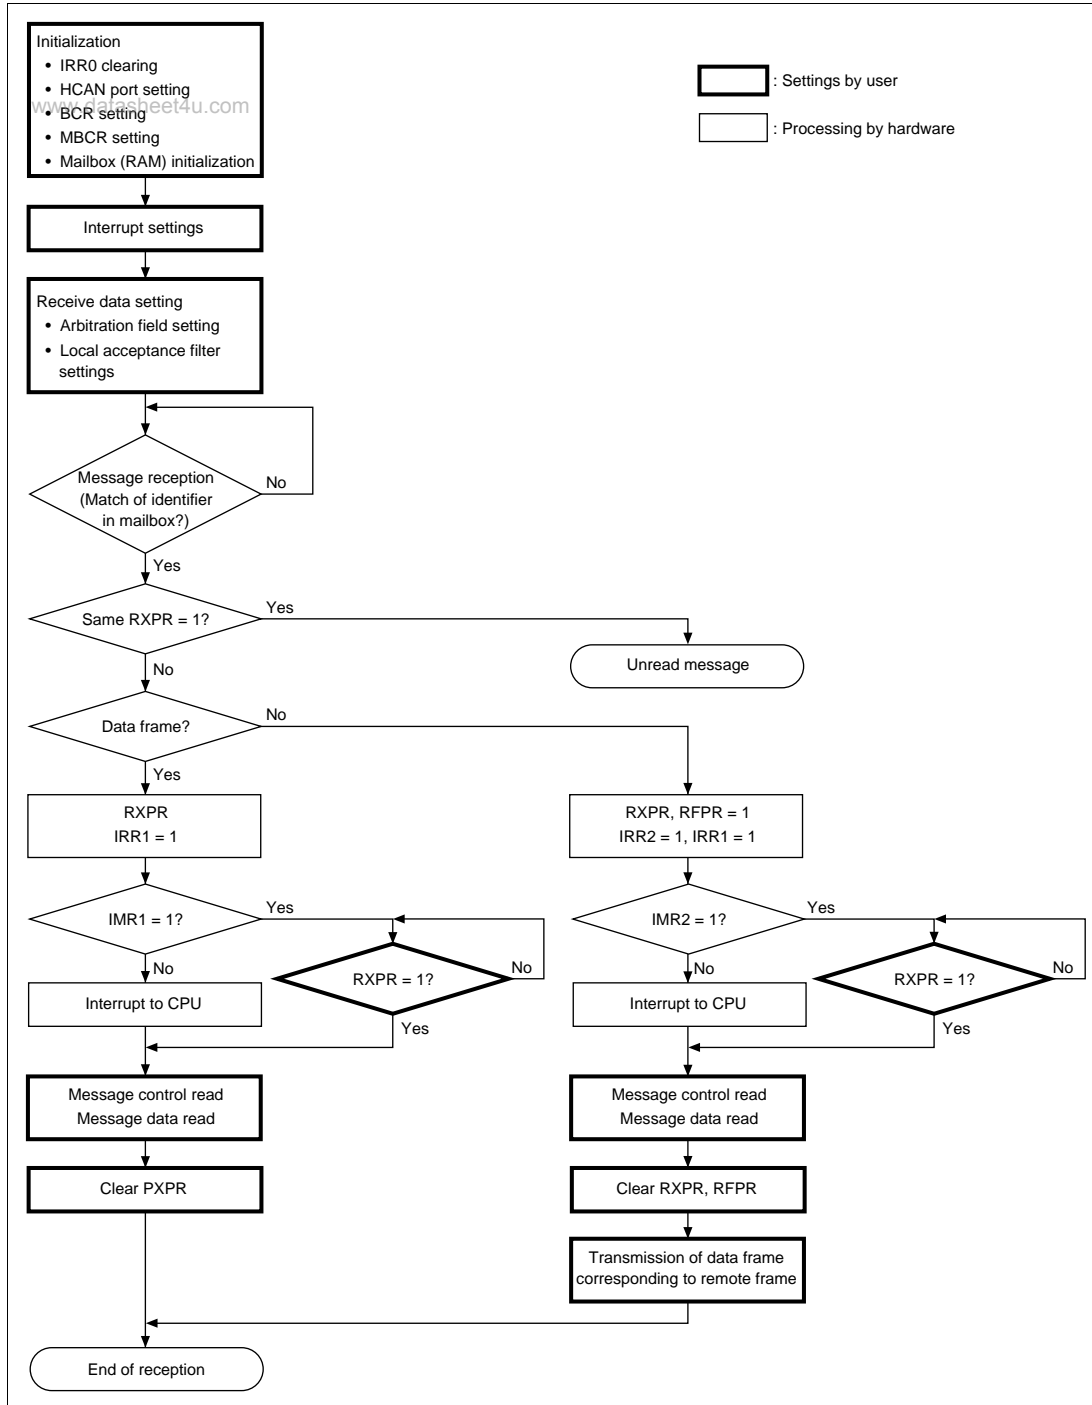 Initialization
• IRR0 clearing
• HCAN port setting
www.datasheet4u.com
• BCR setting
• MBCR setting
• Mailbox (RAM) initialization
: Settings by user
: Processing by hardware
Interrupt settings
Receive data setting
• Arbitration field setting
• Local acceptance filter
settings
Message reception
(Match of identifier
in mailbox?)
No
Yes
Same RXPR = 1?
Yes
No
Unread message
Data frame?
No
Yes
RXPR
IRR1 = 1
RXPR, RFPR = 1
IRR2 = 1, IRR1 = 1
IMR1 = 1?
Yes
No
RXPR = 1?
No
Yes
Interrupt to CPU
IMR2 = 1?
Yes
No
RXPR = 1?
No
Yes
Interrupt to CPU
Message control read
Message data read
Message control read
Message data read
Clear PXPR
Clear RXPR, RFPR
Transmission of data frame
corresponding to remote frame
End of reception